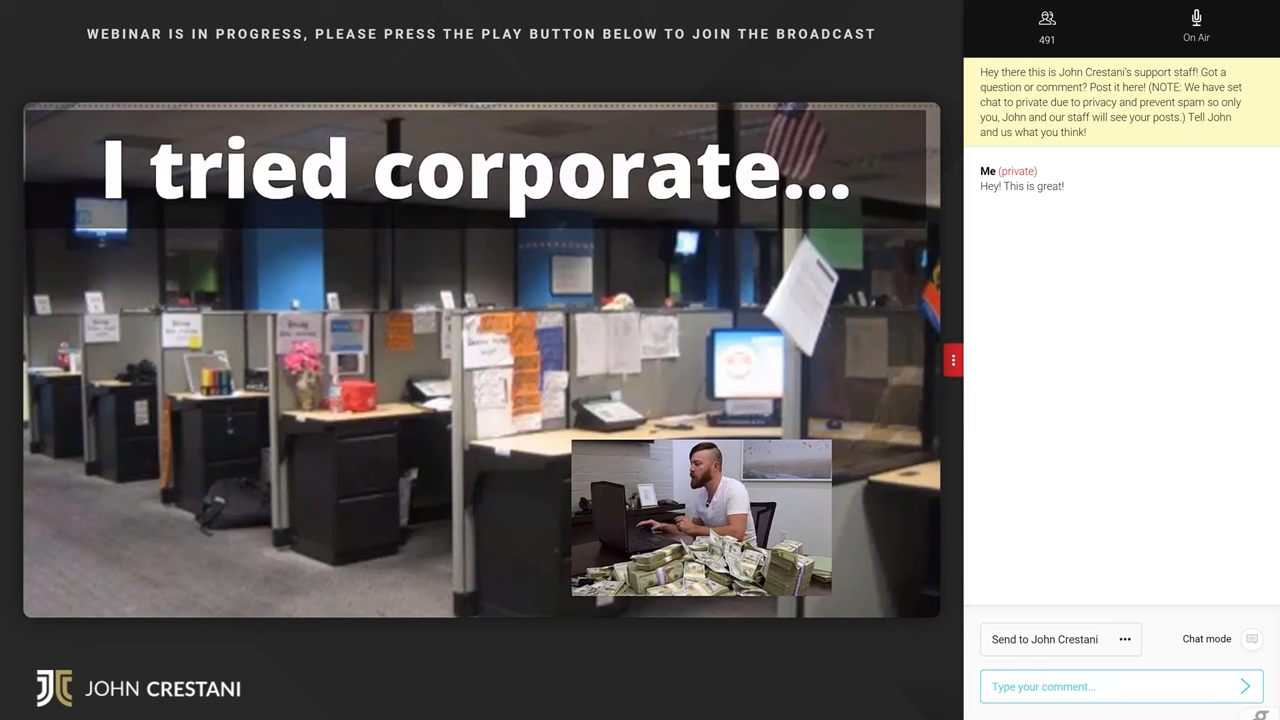 WEBINAR IS IN PROGRESS, PLEASE PRESS THE PLAY BUTTON BELOW TO JOIN THE BROADCAST
491
On Air
Hey there this is John Crestani's support staff! Got a
question or comment? Post it here! (NOTE: We have set
chat to private due to privacy and prevent spam so only
you, John and our staff will see your posts.) Tell John
and us what you think!
Me (private)
Hey! This is great!
I tried corporate...
Send to John Crestani
Chat mode
Type your comment...
JC JOHN CRESTANI